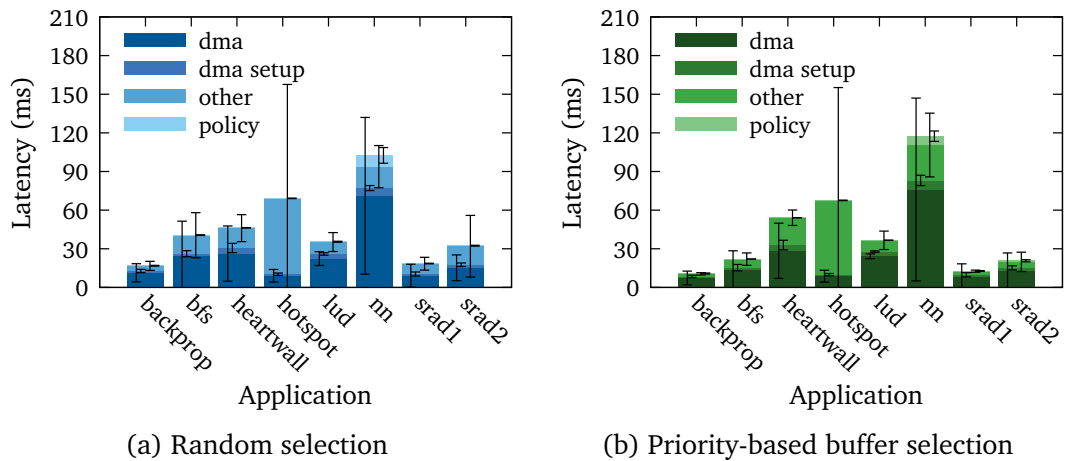 210
180
150
120
90
60
30
0
Latency (ms)
dma
dma setup
other
policy
backprop
bfs
heartwall
hotspot
lud
nn
srad1
srad2
Application
(a) Random selection
210
180
150
120
90
60
30
0
Latency (ms)
dma
dma setup
other
policy
backprop
bfs
heartwall
hotspot
lud
nn
srad1
srad2
Application
(b) Priority-based buffer selection